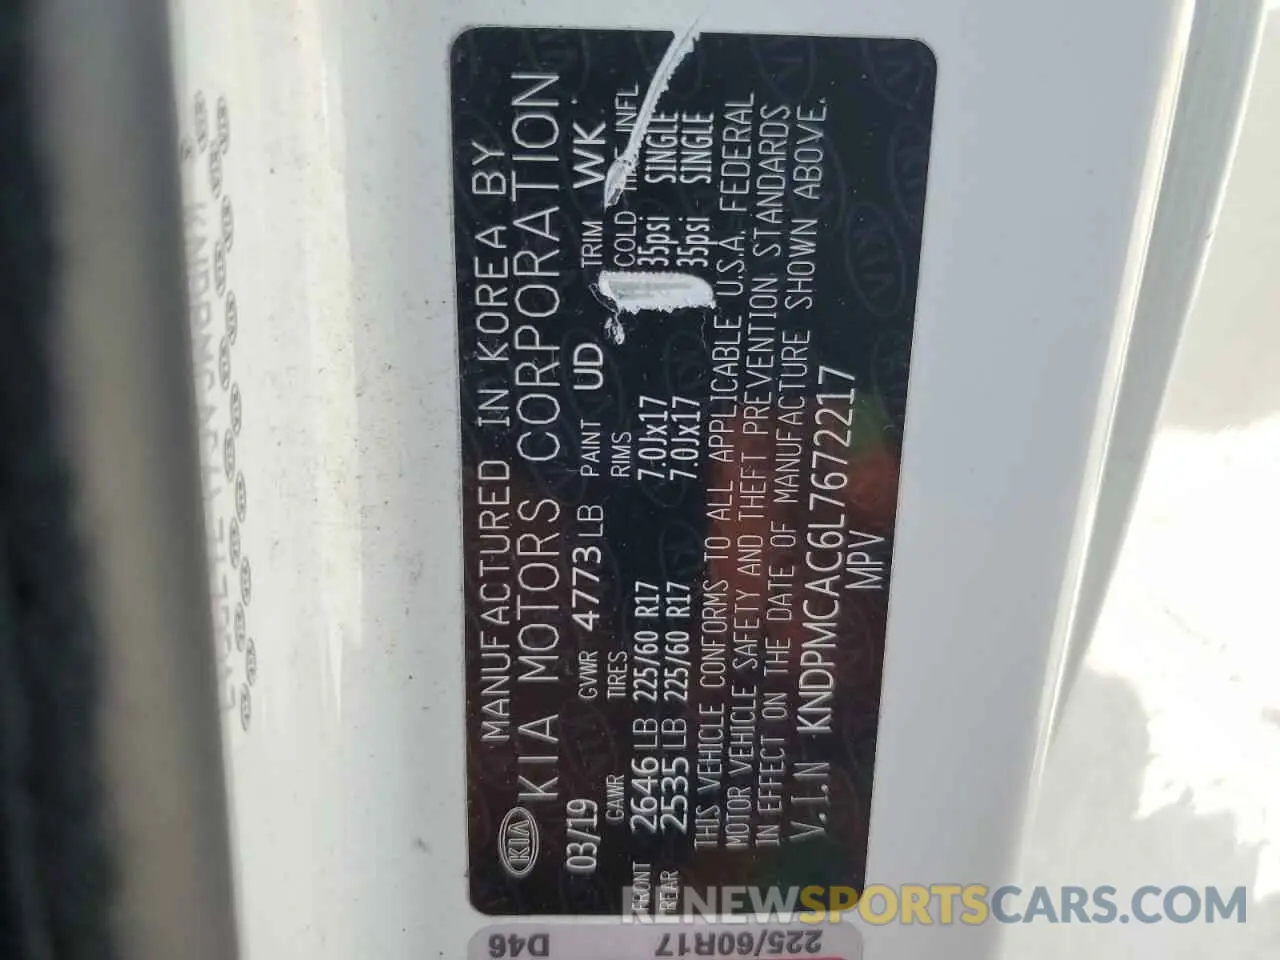 KIA MANUFACTURED IN KOREA BY
KIA MOTORS CORPORATION
03/19 GVWR 4773LB PAINT UD TRIM WK
GAWR TIRES RIMS COLD INFL
FRONT 2646LB 225/60 R17 7.0Jx17 35psi SINGLE
REAR 2535LB 225/60 R17 7.0Jx17 35psi SINGLE
THIS VEHICLE CONFORMS TO ALL APPLICABLE U.S.A. FEDERAL
MOTOR VEHICLE SAFETY AND THEFT PREVENTION STANDARDS
IN EFFECT ON THE DATE OF MANUFACTURE SHOWN ABOVE.
V.I.N KNDPMCAC6L7672217
MPV
D46 225/60R17
RENEWSPORTSCARS.COM